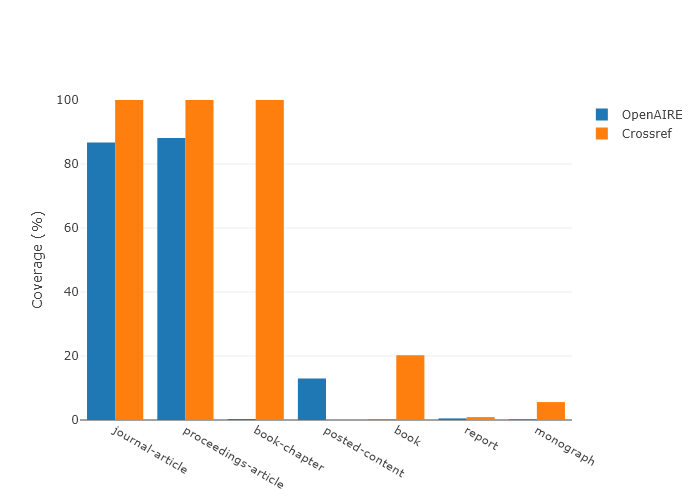 OpenAIRE
Crossref
Coverage (%)
100
80
60
40
20
0
journal-article
proceedings-article
book-chapter
posted-content
book
report
monograph